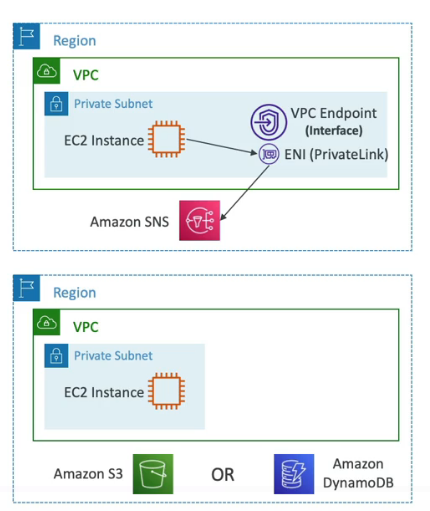 Region
VPC
Private Subnet
EC2 Instance
VPC Endpoint
(Interface)
ENI (PrivateLink)
Amazon SNS
Region
VPC
Private Subnet
EC2 Instance
Amazon S3
OR
Amazon
DynamoDB